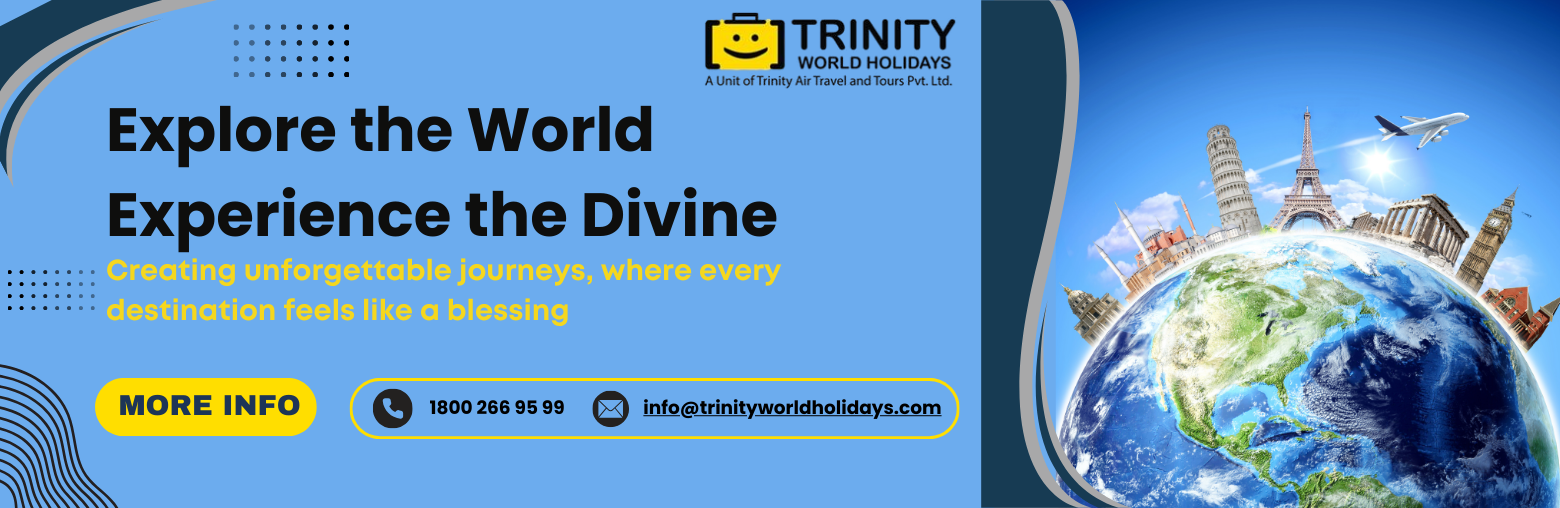 TRINITY
WORLD HOLIDAYS
A Unit of Trinity Air Travel and Tours Pvt. Ltd.
Explore the World
Experience the Divine
Creating unforgettable journeys, where every
destination feels like a blessing
MORE INFO
1800 266 95 99
info@trinityworldholidays.com